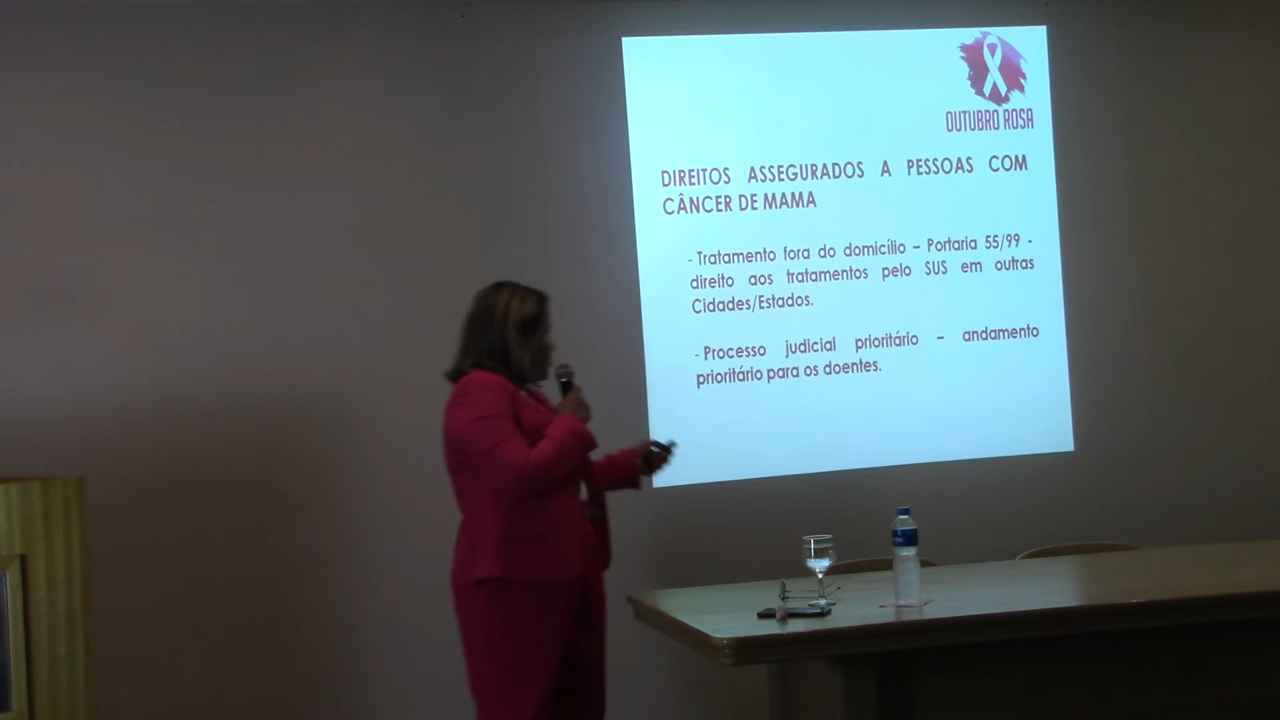 OUTUBRO ROSA
DIREITOS ASSEGURADOS A PESSOAS COM
CÂNCER DE MAMA
- Tratamento fora do domicílio – Portaria 55/99 -
direito aos tratamentos pelo SUS em outras
Cidades/Estados.
- Processo judicial prioritário – andamento
prioritário para os doentes.